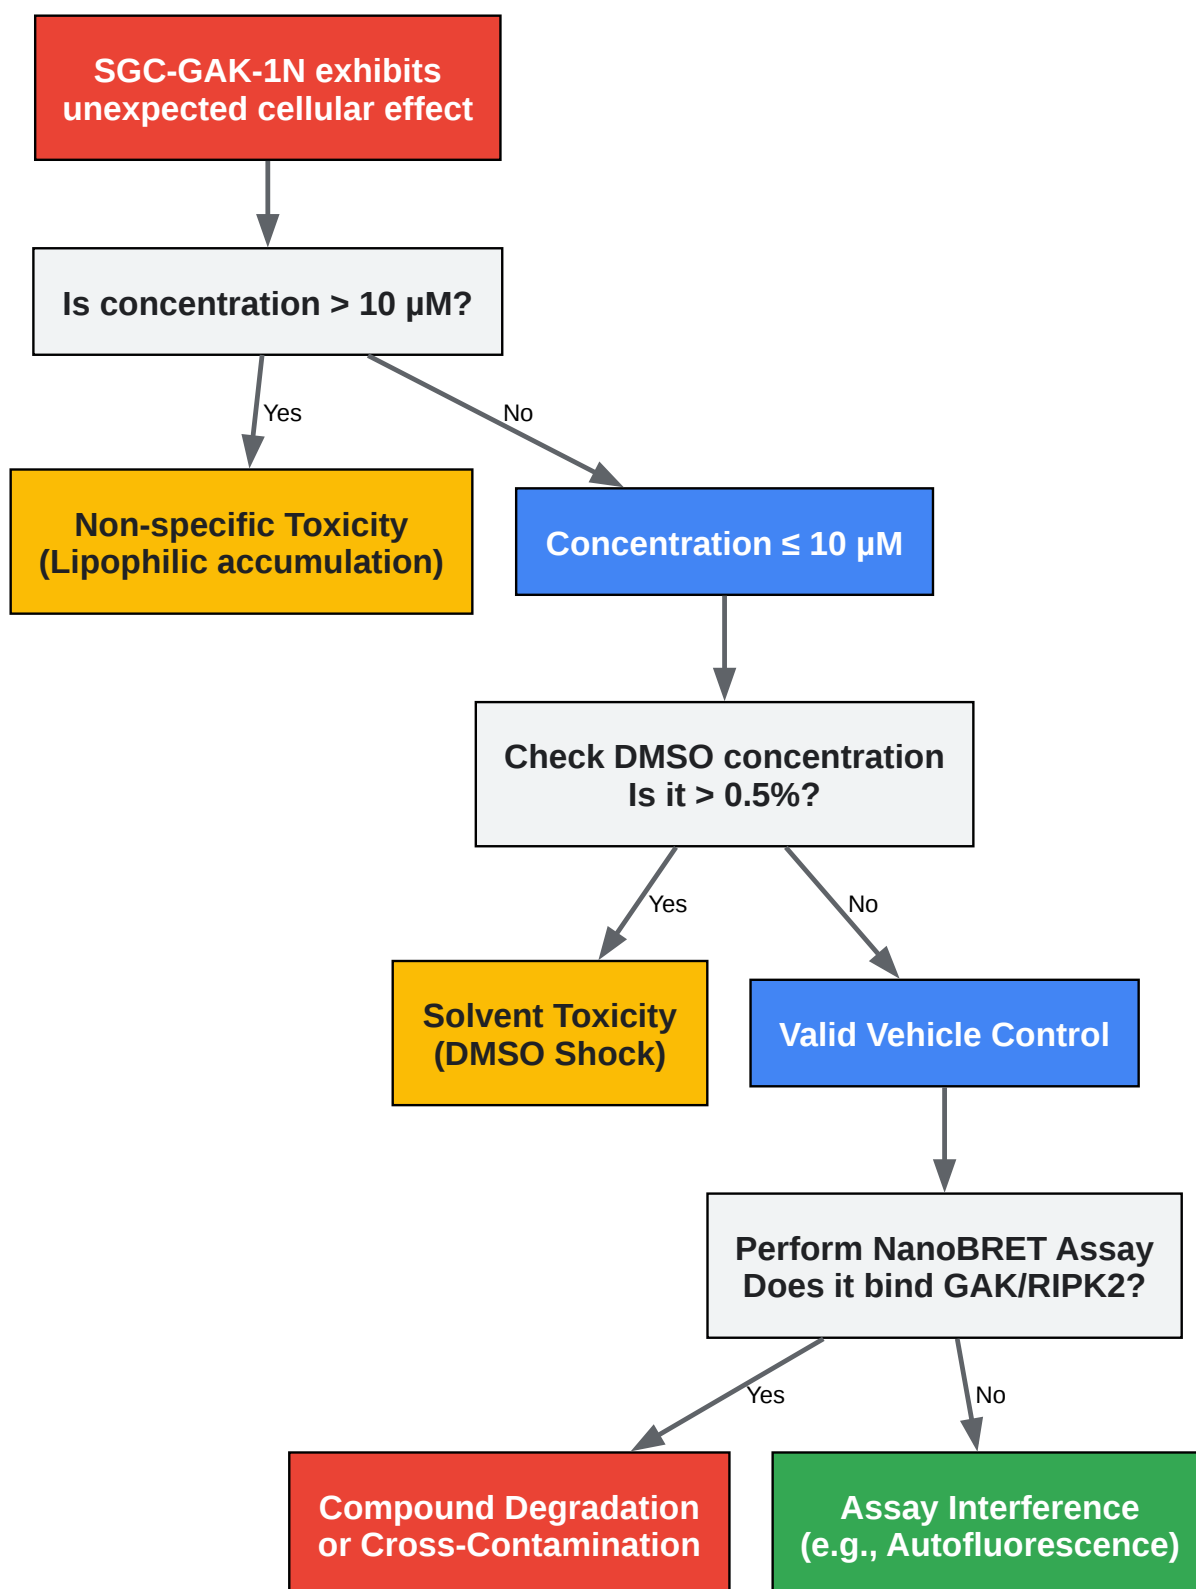 SGC-GAK-1N exhibits
unexpected cellular effect
Is concentration > 10 µM?
Yes
No
Non-specific Toxicity
(Lipophilic accumulation)
Concentration ≤ 10 µM
Check DMSO concentration
Is it > 0.5%?
Yes
No
Solvent Toxicity
(DMSO Shock)
Valid Vehicle Control
Perform NanoBRET Assay
Does it bind GAK/RIPK2?
Yes
No
Compound Degradation
or Cross-Contamination
Assay Interference
(e.g., Autofluorescence)